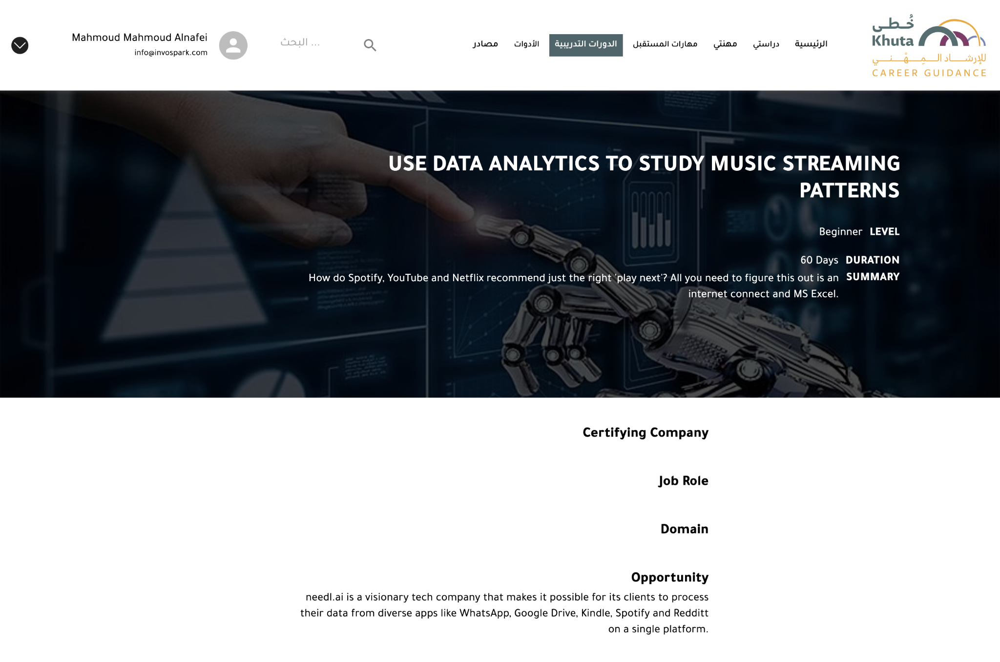 خُطى
Khuta
للإرشاد المِهْني
CAREER GUIDANCE
الرئيسية
دراستي
مهنتي
مهارات المستقبل
الدورات التدريبية
الأدوات
مصادر
البحث ...
Mahmoud Mahmoud Alnafei
info@invospark.com
USE DATA ANALYTICS TO STUDY MUSIC STREAMING
PATTERNS
Beginner LEVEL
60 Days DURATION
How do Spotify, YouTube and Netflix recommend just the right 'play next'? All you need to figure this out is an SUMMARY
internet connect and MS Excel.
Certifying Company
Job Role
Domain
Opportunity
needl.ai is a visionary tech company that makes it possible for its clients to process
their data from diverse apps like WhatsApp, Google Drive, Kindle, Spotify and Redditt
on a single platform.